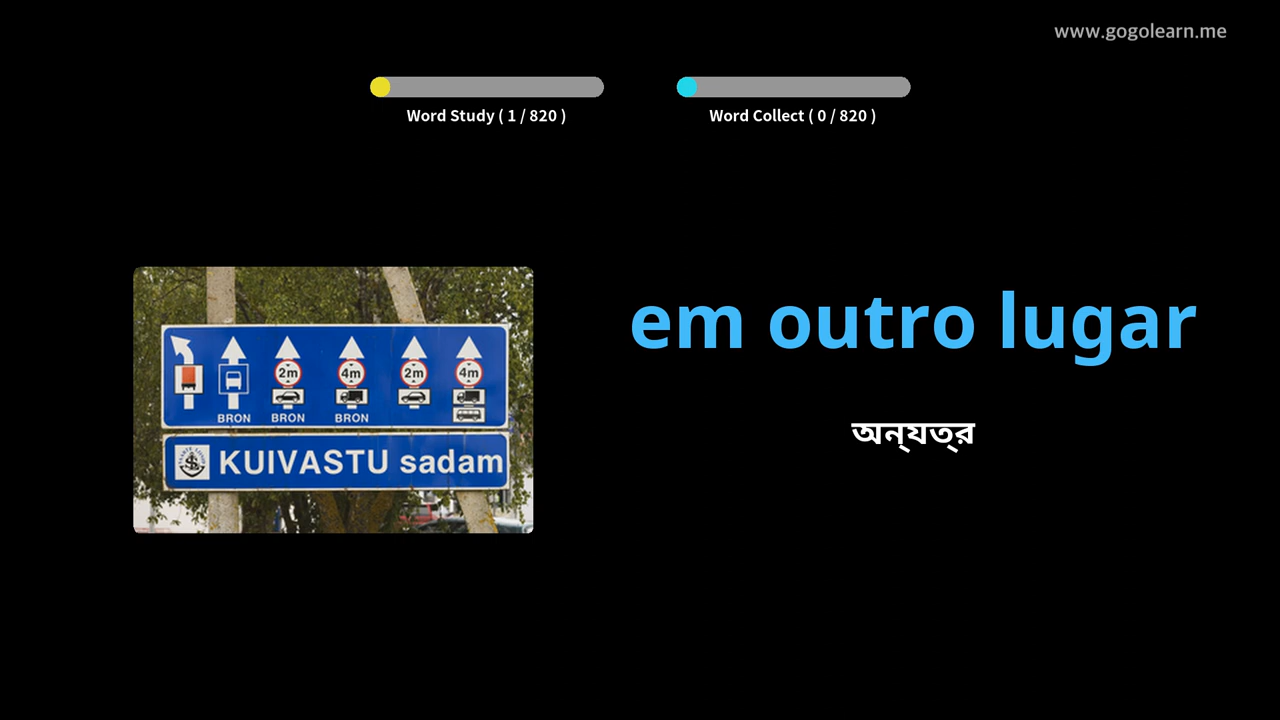 www.gogolearn.me
Word Study ( 1 / 820 )
Word Collect ( 0 / 820 )
em outro lugar
অন্যত্র
2m 4m 2m 4m
BRON BRON BRON
KUIVASTU sadam